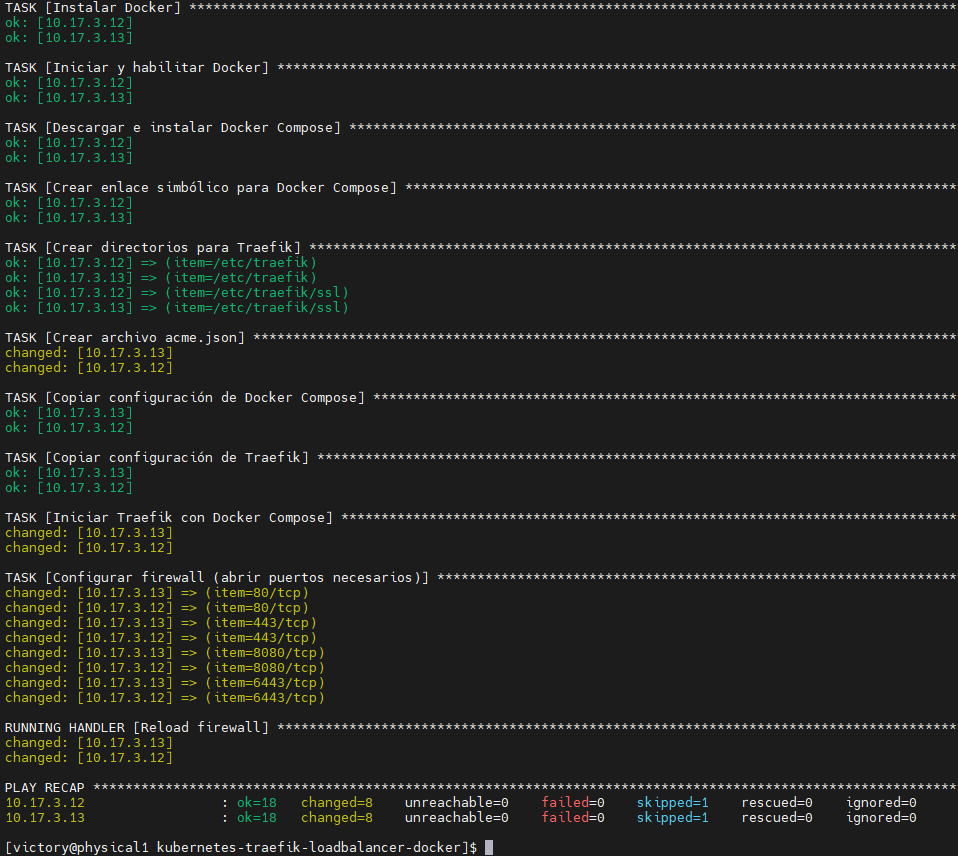 TASK [Instalar Docker] ************************************************************************************************
ok: [10.17.3.12]
ok: [10.17.3.13]
TASK [Iniciar y habilitar Docker] *************************************************************************************
ok: [10.17.3.12]
ok: [10.17.3.13]
TASK [Descargar e instalar Docker Compose] ****************************************************************************
ok: [10.17.3.12]
ok: [10.17.3.13]
TASK [Crear enlace simbólico para Docker Compose] *********************************************************************
ok: [10.17.3.12]
ok: [10.17.3.13]
TASK [Crear directorios para Traefik] *********************************************************************************
ok: [10.17.3.12] => (item=/etc/traefik)
ok: [10.17.3.13] => (item=/etc/traefik)
ok: [10.17.3.12] => (item=/etc/traefik/ssl)
ok: [10.17.3.13] => (item=/etc/traefik/ssl)
TASK [Crear archivo acme.json] ****************************************************************************************
changed: [10.17.3.13]
changed: [10.17.3.12]
TASK [Copiar configuración de Docker Compose] *************************************************************************
ok: [10.17.3.13]
ok: [10.17.3.12]
TASK [Copiar configuración de Traefik] ********************************************************************************
ok: [10.17.3.13]
ok: [10.17.3.12]
TASK [Iniciar Traefik con Docker Compose] *****************************************************************************
changed: [10.17.3.13]
changed: [10.17.3.12]
TASK [Configurar firewall (abrir puertos necesarios)] *****************************************************************
changed: [10.17.3.13] => (item=80/tcp)
changed: [10.17.3.12] => (item=80/tcp)
changed: [10.17.3.13] => (item=443/tcp)
changed: [10.17.3.12] => (item=443/tcp)
changed: [10.17.3.13] => (item=8080/tcp)
changed: [10.17.3.12] => (item=8080/tcp)
changed: [10.17.3.13] => (item=6443/tcp)
changed: [10.17.3.12] => (item=6443/tcp)
RUNNING HANDLER [Reload firewall] *************************************************************************************
changed: [10.17.3.13]
changed: [10.17.3.12]
PLAY RECAP ************************************************************************************************************
10.17.3.12                 : ok=18   changed=8    unreachable=0    failed=0    skipped=1    rescued=0    ignored=0
10.17.3.13                 : ok=18   changed=8    unreachable=0    failed=0    skipped=1    rescued=0    ignored=0
[victory@physical1 kubernetes-traefik-loadbalancer-docker]$